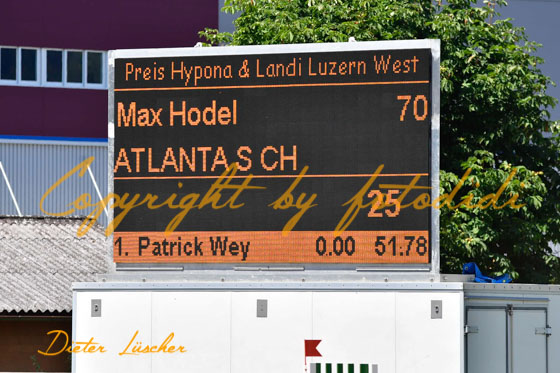 Preis Hypona & Landi Luzern West
Max Hodel 70
ATLANTA S CH
25
1. Patrick Wey 0.00 51.78
Copyright by fotodidi
Dieter Lüscher